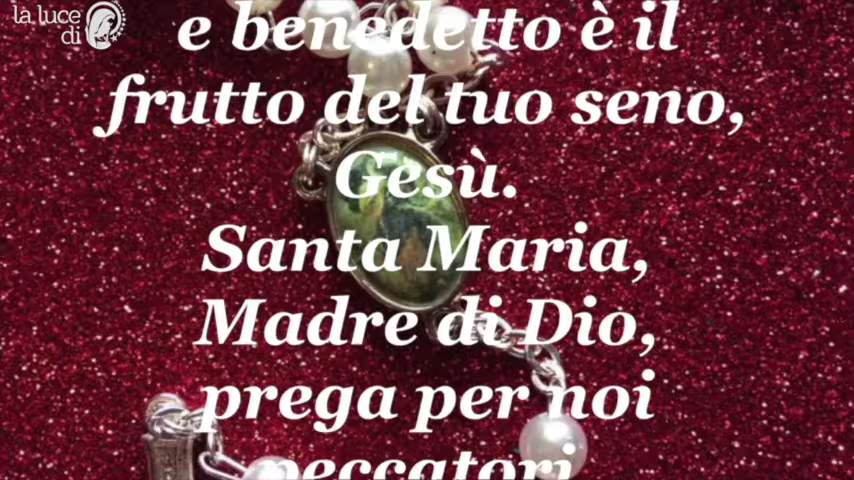 la luce
di
e benedetto è il
frutto del tuo seno,
Gesù.
Santa Maria,
Madre di Dio,
prega per noi
peccatori